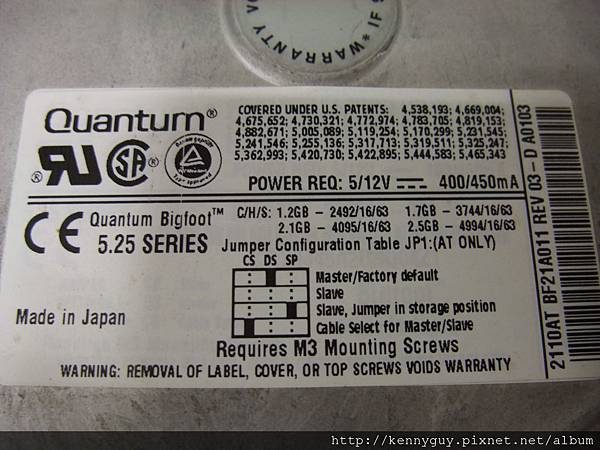 WARRANTY VO
* IF S
Quantum®
COVERED UNDER U.S. PATENTS: 4,538,193; 4,669,004;
4,675,652; 4,730,321; 4,772,974; 4,783,705; 4,819,153;
4,882,671; 5,005,089; 5,119,254; 5,170,299; 5,231,545;
5,241,546; 5,255,136; 5,317,713; 5,319,511; 5,325,247;
5,362,993; 5,420,730; 5,422,895; 5,444,583; 5,465,343
POWER REQ: 5/12V 400/450mA
Quantum Bigfoot™
5.25 SERIES
C/H/S: 1.2GB – 2492/16/63 1.7GB – 3744/16/63
2.1GB – 4095/16/63 2.5GB – 4994/16/63
Jumper Configuration Table JP1:(AT ONLY)
CS DS SP
Master/Factory default
Slave
Slave, Jumper in storage position
Cable Select for Master/Slave
Made in Japan
Requires M3 Mounting Screws
WARNING: REMOVAL OF LABEL, COVER, OR TOP SCREWS VOIDS WARRANTY
2110AT BF21A011 REV 03 - D A0103
http://kennyguy.pixnet.net/album